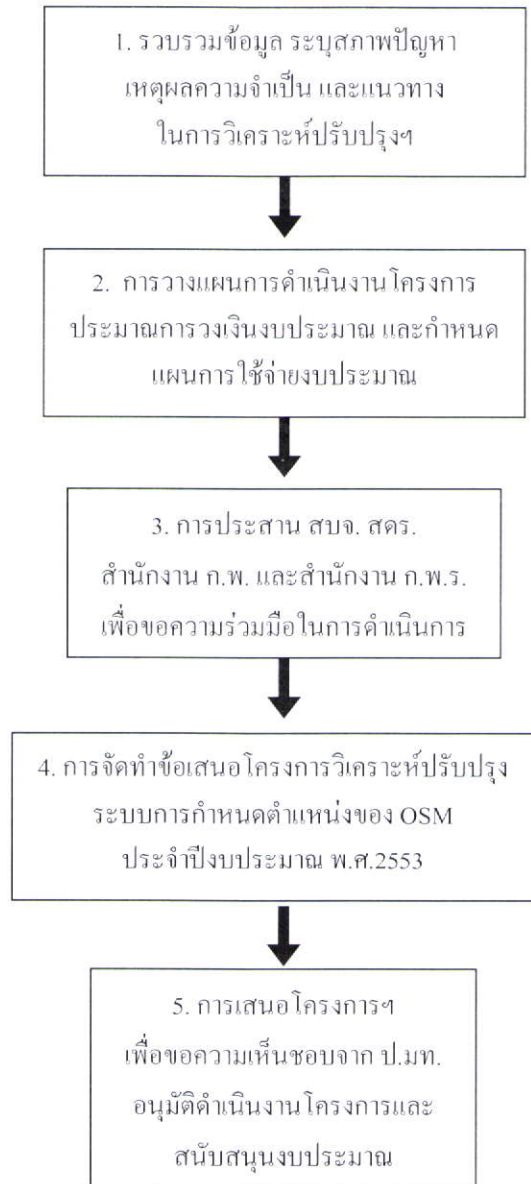 1. รวบรวมข้อมูล ระบุสภาพปัญหา
เหตุผลความจำเป็น และแนวทาง
ในการวิเคราะห์ปรับปรุงฯ
2. การวางแผนการดำเนินงานโครงการ
ประมาณการวงเงินงบประมาณ และกำหนด
แผนการใช้จ่ายงบประมาณ
3. การประสาน สบจ. สดร.
สำนักงาน ก.พ. และสำนักงาน ก.พ.ร.
เพื่อขอความร่วมมือในการดำเนินการ
4. การจัดทำข้อเสนอโครงการวิเคราะห์ปรับปรุง
ระบบการกำหนดตำแหน่งของ OSM
ประจำปีงบประมาณ พ.ศ.2553
5. การเสนอโครงการฯ
เพื่อขอความเห็นชอบจาก ป.มท.
อนุมัติดำเนินงานโครงการและ
สนับสนุนงบประมาณ